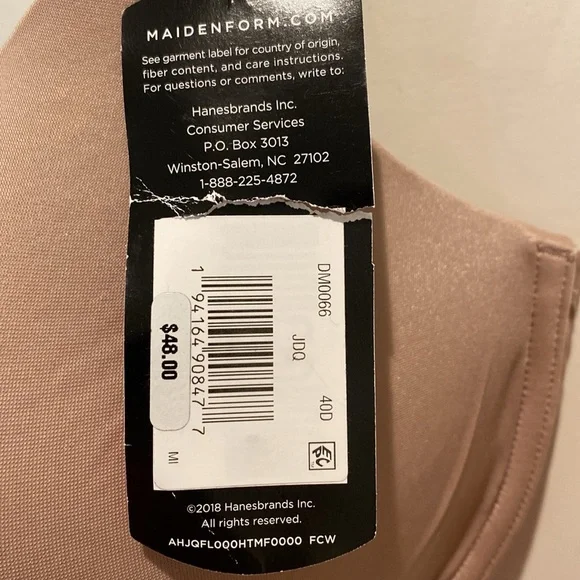 MAIDENFORM.COM
See garment label for country of origin,
fiber content, and care instructions.
For questions or comments, write to:
Hanesbrands Inc.
Consumer Services
P.O. Box 3013
Winston-Salem, NC 27102
1-888-225-4872
DM0066
JDQ
40D
1 94164 90847 7
$48.00
MI
©2018 Hanesbrands Inc.
All rights reserved.
AHJQFL000HTMF0000 FCW